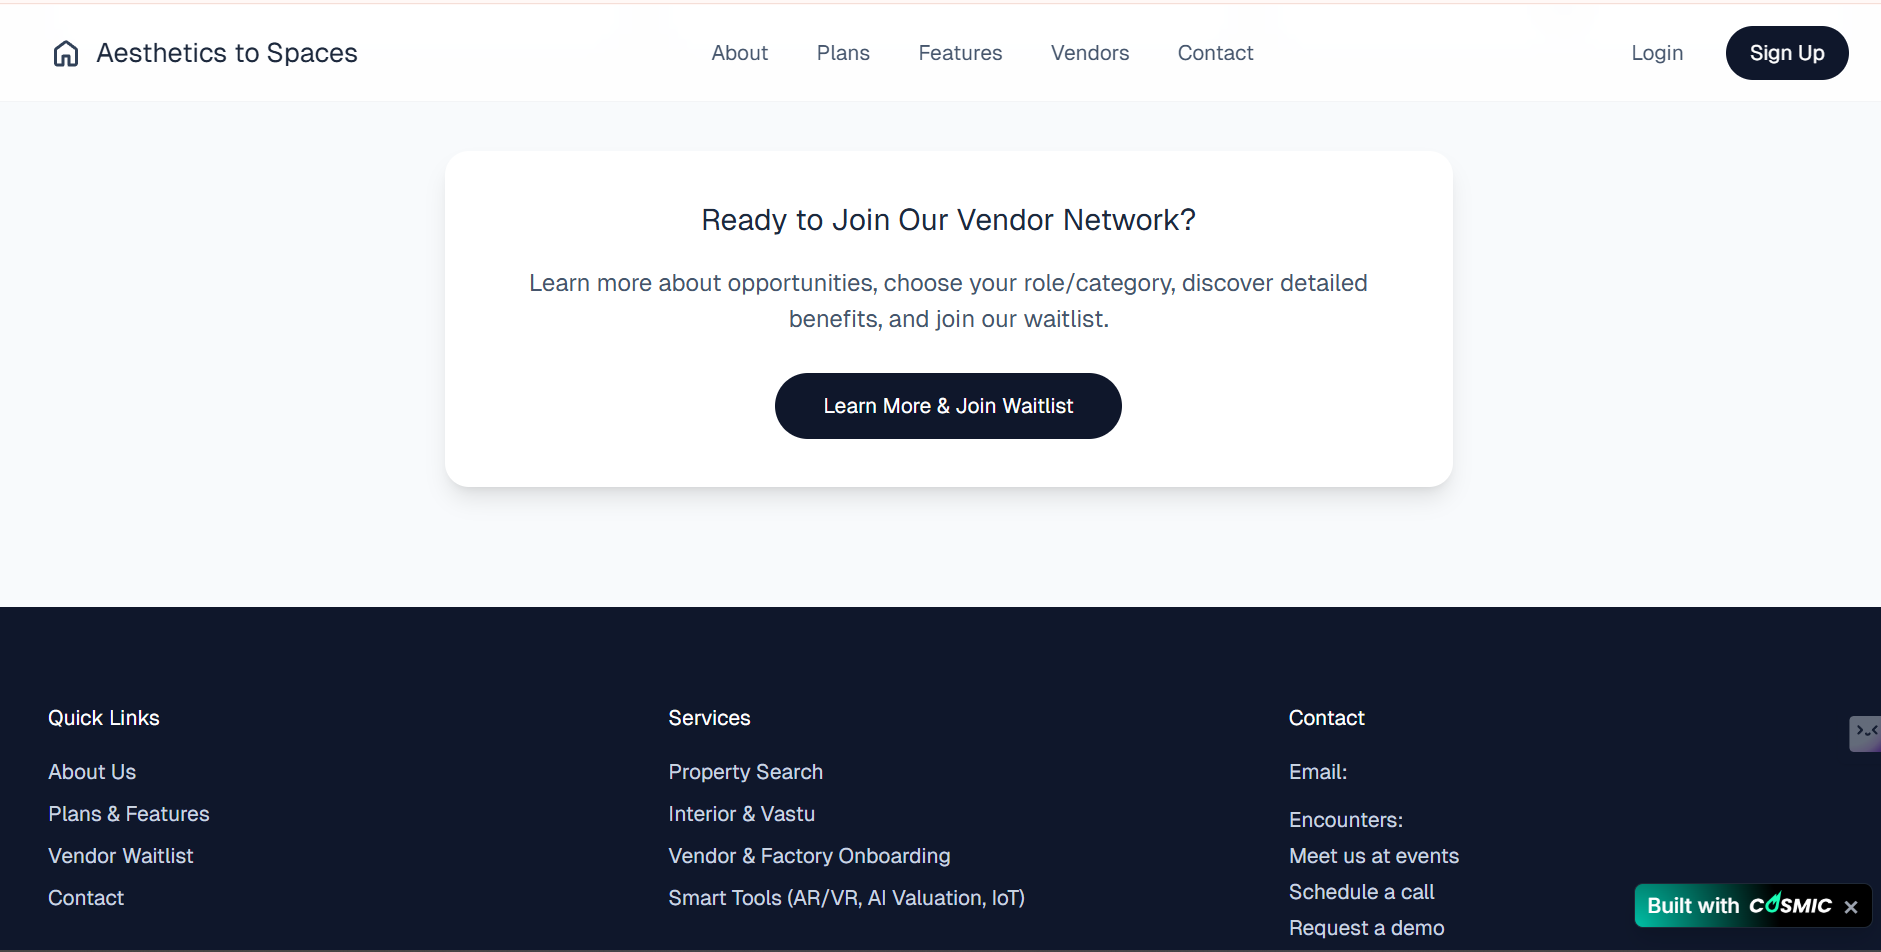 Aesthetics to Spaces
About
Plans
Features
Vendors
Contact
Login
Sign Up
Ready to Join Our Vendor Network?
Learn more about opportunities, choose your role/category, discover detailed
benefits, and join our waitlist.
Learn More & Join Waitlist
Quick Links
About Us
Plans & Features
Vendor Waitlist
Contact
Services
Property Search
Interior & Vastu
Vendor & Factory Onboarding
Smart Tools (AR/VR, AI Valuation, IoT)
Contact
Email:
Encounters:
Meet us at events
Schedule a call
Request a demo
Built with COSMIC